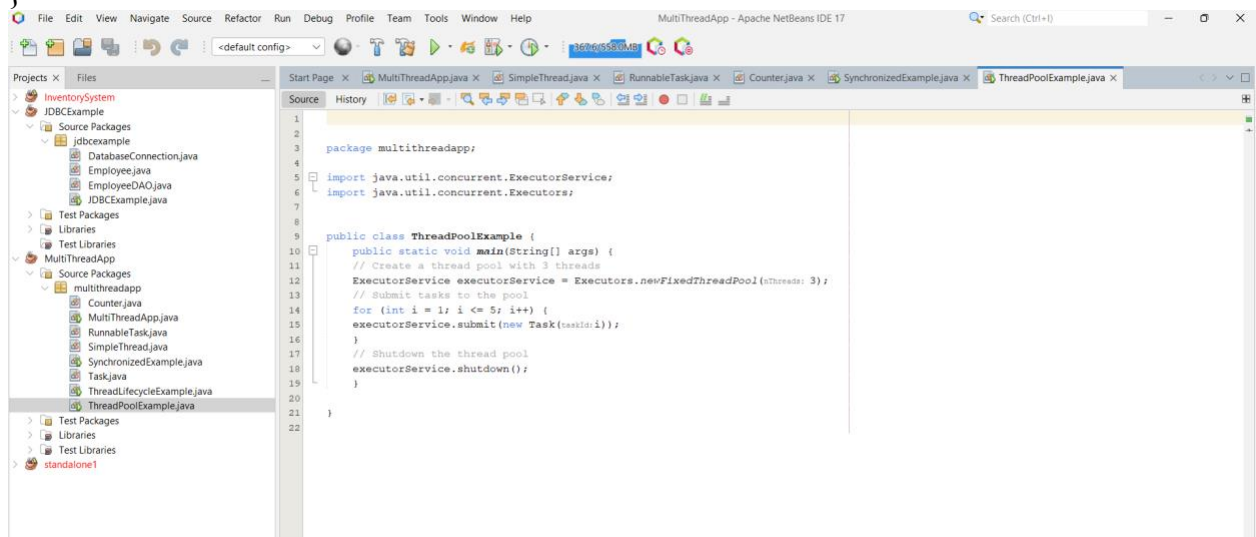 File Edit View Navigate Source Refactor Run Debug Profile Team Tools Window Help MultiThreadApp - Apache NetBeans IDE 17 Search (Ctrl+I)
<default config>
Projects Files
InventorySystem
JDBCExample
Source Packages
jdbcexample
DatabaseConnection.java
Employee.java
EmployeeDAO.java
JDBCExample.java
Test Packages
Libraries
Test Libraries
MultiThreadApp
Source Packages
multithreadapp
Counter.java
MultiThreadApp.java
RunnableTask.java
SimpleThread.java
SynchronizedExample.java
Task.java
ThreadLifecycleExample.java
ThreadPoolExample.java
Test Packages
Libraries
Test Libraries
standalone1
Start Page MultiThreadApp.java SimpleThread.java RunnableTask.java Counter.java SynchronizedExample.java ThreadPoolExample.java
Source History
1
2
3 package multithreadapp;
4
5 import java.util.concurrent.ExecutorService;
6 import java.util.concurrent.Executors;
7
8
9 public class ThreadPoolExample {
10 public static void main(String[] args) {
11 // Create a thread pool with 3 threads
12 ExecutorService executorService = Executors.newFixedThreadPool(nThreads: 3);
13 // Submit tasks to the pool
14 for (int i = 1; i <= 5; i++) {
15 executorService.submit(new Task(taskId:i));
16 }
17 // Shutdown the thread pool
18 executorService.shutdown();
19 }
20
21 }
22